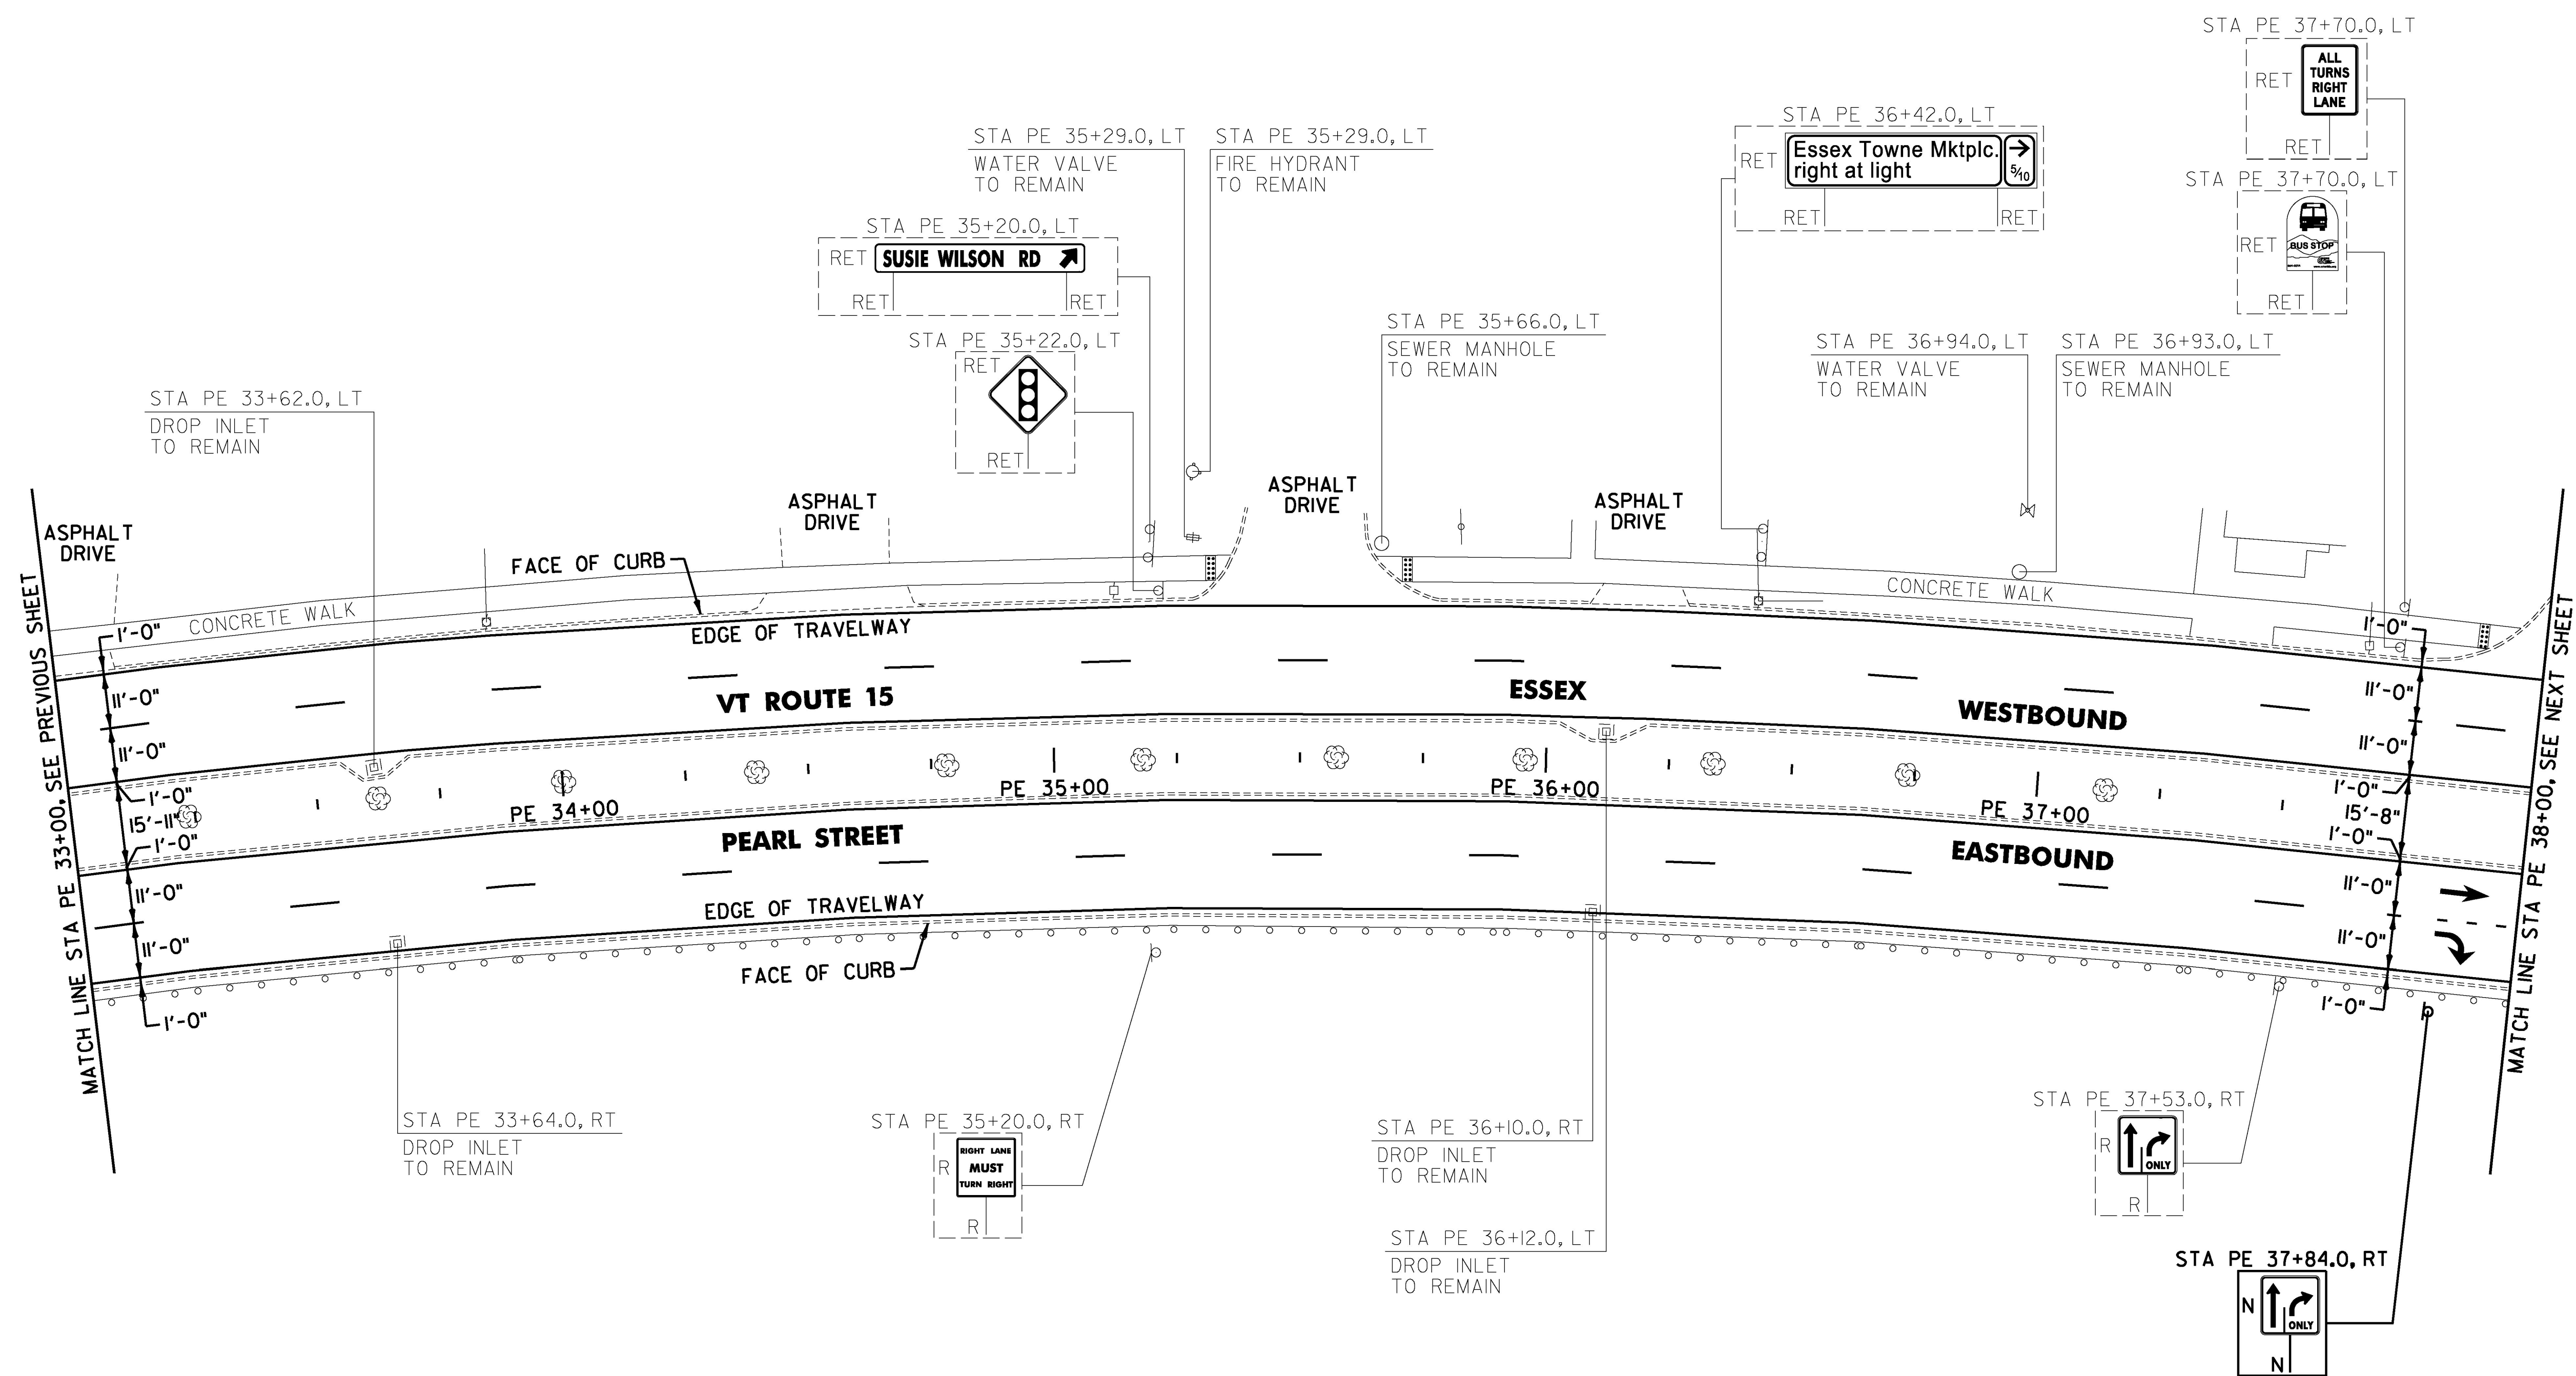 STA PE 37+70.0, LT
RET
ALL
TURNS
RIGHT
LANE
RET
STA PE 37+70.0, LT
RET
BUS STOP
RET
STA PE 36+42.0, LT
RET
Essex Towne Mktplc.
right at light
5/10
RET
RET
STA PE 35+29.0, LT
WATER VALVE
TO REMAIN
STA PE 35+29.0, LT
FIRE HYDRANT
TO REMAIN
STA PE 35+20.0, LT
RET
SUSIE WILSON RD
RET
RET
STA PE 35+22.0, LT
RET
RET
STA PE 35+66.0, LT
SEWER MANHOLE
TO REMAIN
STA PE 36+94.0, LT
WATER VALVE
TO REMAIN
STA PE 36+93.0, LT
SEWER MANHOLE
TO REMAIN
STA PE 33+62.0, LT
DROP INLET
TO REMAIN
ASPHALT
DRIVE
ASPHALT
DRIVE
ASPHALT
DRIVE
ASPHALT
DRIVE
FACE OF CURB
CONCRETE WALK
CONCRETE WALK
EDGE OF TRAVELWAY
MATCH LINE STA PE 33+00, SEE PREVIOUS SHEET
MATCH LINE STA PE 38+00, SEE NEXT SHEET
1'-0"
11'-0"
11'-0"
1'-0"
15'-11"
1'-0"
11'-0"
11'-0"
1'-0"
VT ROUTE 15
ESSEX
WESTBOUND
PE 34+00
PE 35+00
PE 36+00
PE 37+00
PEARL STREET
EASTBOUND
EDGE OF TRAVELWAY
FACE OF CURB
1'-0"
11'-0"
11'-0"
1'-0"
15'-8"
1'-0"
11'-0"
11'-0"
1'-0"
STA PE 33+64.0, RT
DROP INLET
TO REMAIN
STA PE 35+20.0, RT
R
RIGHT LANE
MUST
TURN RIGHT
R
STA PE 36+10.0, RT
DROP INLET
TO REMAIN
STA PE 36+12.0, LT
DROP INLET
TO REMAIN
STA PE 37+53.0, RT
R
ONLY
R
STA PE 37+84.0, RT
N
ONLY
N